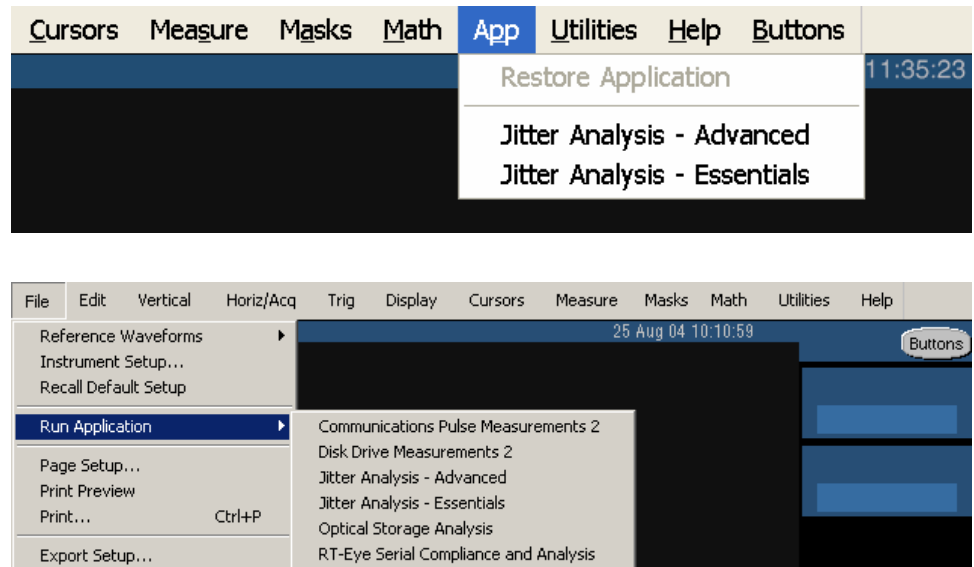 Cursors Measure Masks Math App Utilities Help Buttons
11:35:23
Restore Application
Jitter Analysis - Advanced
Jitter Analysis - Essentials
File Edit Vertical Horiz/Acq Trig Display Cursors Measure Masks Math Utilities Help
25 Aug 04 10:10:59
Buttons
Reference Waveforms
Instrument Setup...
Recall Default Setup
Run Application
Page Setup...
Print Preview
Print... Ctrl+P
Export Setup...
Communications Pulse Measurements 2
Disk Drive Measurements 2
Jitter Analysis - Advanced
Jitter Analysis - Essentials
Optical Storage Analysis
RT-Eye Serial Compliance and Analysis